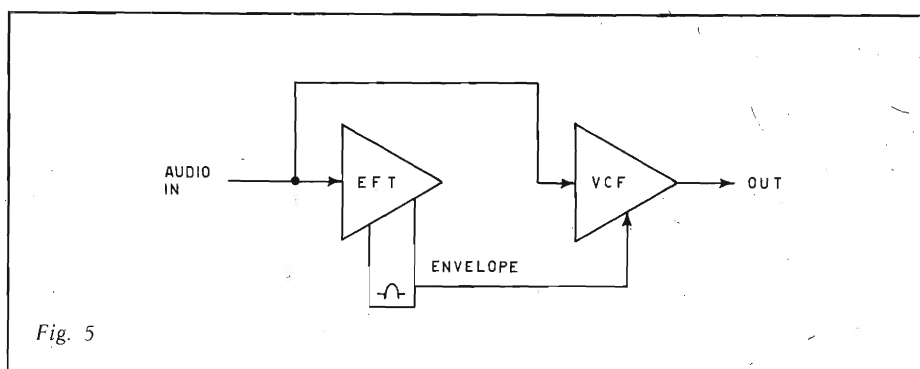 AUDIO
IN
EFT
VCF
OUT
ENVELOPE
Fig. 5